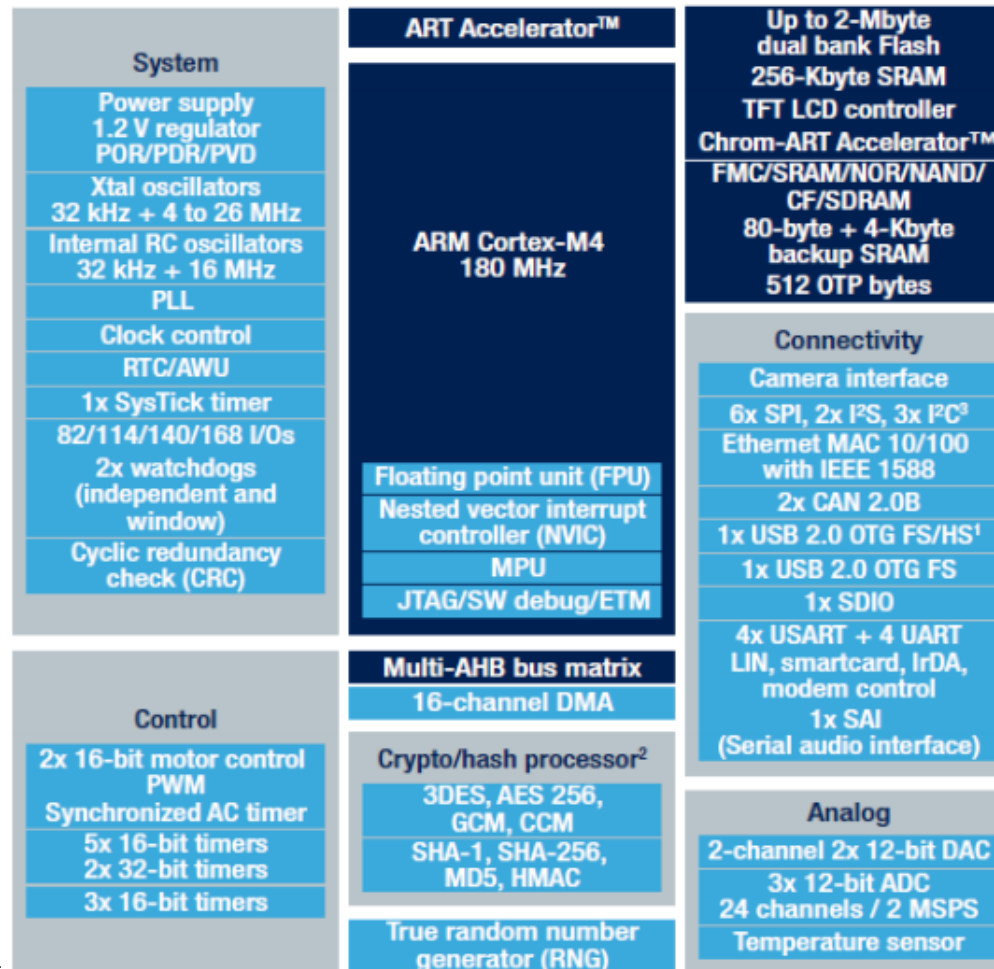 System
Power supply
1.2 V regulator
POR/PDR/PVD
Xtal oscillators
32 kHz + 4 to 26 MHz
Internal RC oscillators
32 kHz + 16 MHz
PLL
Clock control
RTC/AWU
1x SysTick timer
82/114/140/168 I/Os
2x watchdogs
(independent and
window)
Cyclic redundancy
check (CRC)
Control
2x 16-bit motor control
PWM
Synchronized AC timer
5x 16-bit timers
2x 32-bit timers
3x 16-bit timers
ART Accelerator™
ARM Cortex-M4
180 MHz
Floating point unit (FPU)
Nested vector interrupt
controller (NVIC)
MPU
JTAG/SW debug/ETM
Multi-AHB bus matrix
16-channel DMA
Crypto/hash processor²
3DES, AES 256,
GCM, CCM
SHA-1, SHA-256,
MD5, HMAC
True random number
generator (RNG)
Up to 2-Mbyte
dual bank Flash
256-Kbyte SRAM
TFT LCD controller
Chrom-ART Accelerator™
FMC/SRAM/NOR/NAND/
CF/SDRAM
80-byte + 4-Kbyte
backup SRAM
512 OTP bytes
Connectivity
Camera interface
6x SPI, 2x I²S, 3x I²C³
Ethernet MAC 10/100
with IEEE 1588
2x CAN 2.0B
1x USB 2.0 OTG FS/HS¹
1x USB 2.0 OTG FS
1x SDIO
4x USART + 4 UART
LIN, smartcard, IrDA,
modem control
1x SAI
(Serial audio interface)
Analog
2-channel 2x 12-bit DAC
3x 12-bit ADC
24 channels / 2 MSPS
Temperature sensor